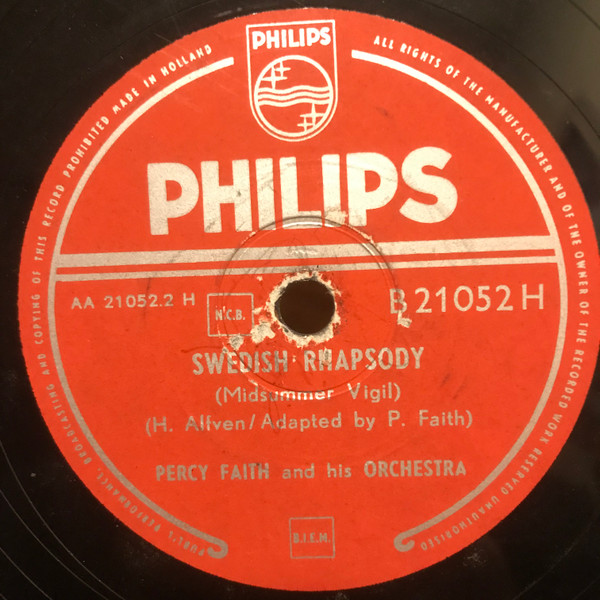 PHILIPS
PHILIPS
AA 21052.2 H
N.C.B.
B 21052 H
SWEDISH RHAPSODY
(Midsummer Vigil)
(H. Alfven/Adapted by P. Faith)
PERCY FAITH and his ORCHESTRA
B.I.E.M.
ALL RIGHTS OF THE MANUFACTURER AND OF THE OWNER OF THE RECORDED WORK RESERVED UNAUTHORISED
PUBLIC PERFORMANCE, BROADCASTING AND COPYING OF THIS RECORD PROHIBITED MADE IN HOLLAND